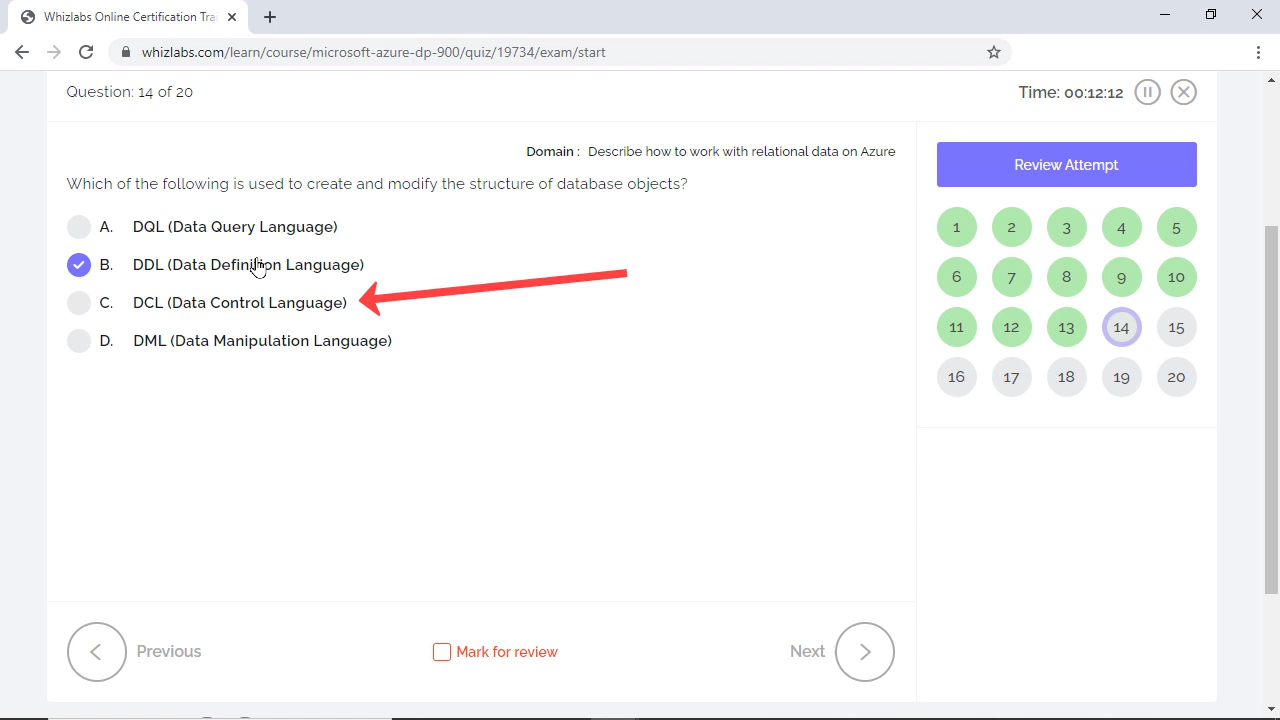 Whizlabs Online Certification Tra
whizlabs.com/learn/course/microsoft-azure-dp-900/quiz/19734/exam/start
Question: 14 of 20
Time: 00:12:12
Domain : Describe how to work with relational data on Azure
Which of the following is used to create and modify the structure of database objects?
A. DQL (Data Query Language)
B. DDL (Data Definition Language)
C. DCL (Data Control Language)
D. DML (Data Manipulation Language)
Previous
Mark for review
Next
Review Attempt
1 2 3 4 5
6 7 8 9 10
11 12 13 14 15
16 17 18 19 20